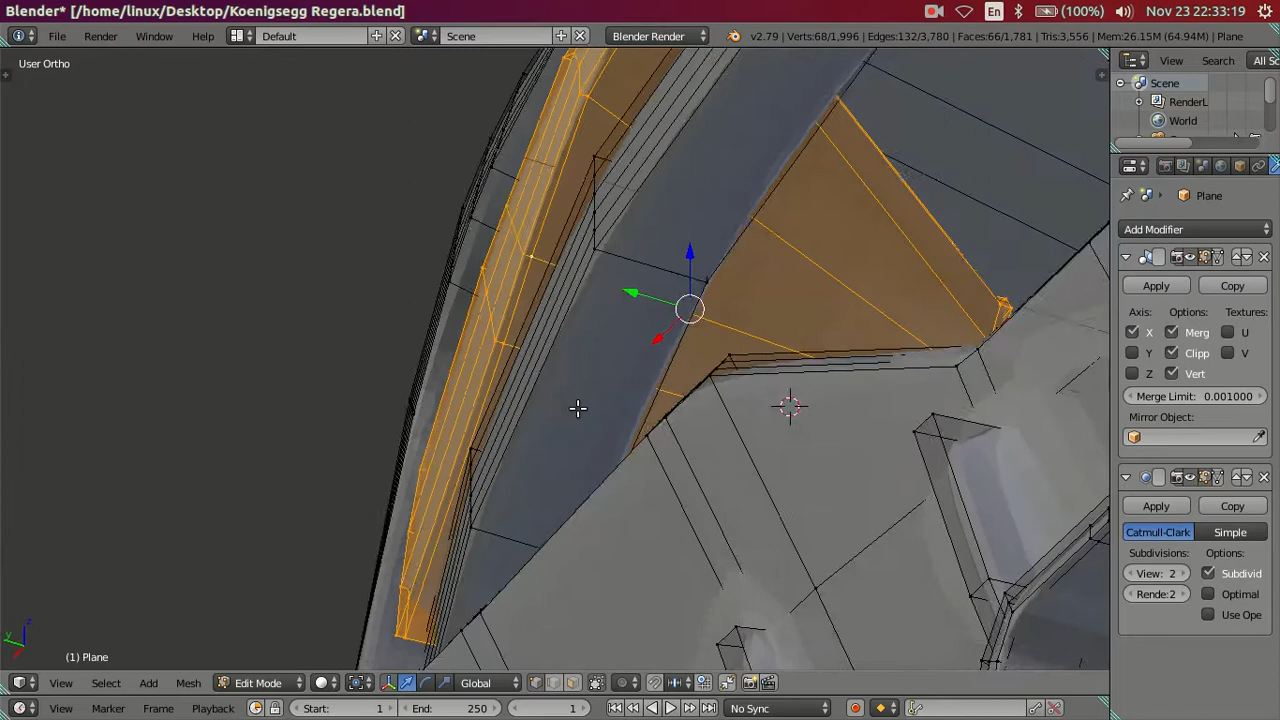 Blender* [/home/linux/Desktop/Koenigsegg Regera.blend]
En
(100%)
Nov 23 22:33:19
File
Render
Window
Help
Default
Scene
Blender Render
v2.79 | Verts:68/1,996 | Edges:132/3,780 | Faces:66/1,781 | Tris:3,556 | Mem:26.15M (64.94M) | Plane
User Ortho
View
Search
All Sc
Scene
RenderL
World
Plane
Add Modifier
Apply
Copy
Axis:
Options:
Textures:
X
Merg
U
Y
Clipp
V
Z
Vert
Merge Limit: 0.001000
Mirror Object:
Apply
Copy
Catmull-Clark
Simple
Subdivisions:
Options:
View: 2
Subdivid
Rende:2
Optimal
Use Ope
z
y
(1) Plane
View
Select
Add
Mesh
Edit Mode
Global
View
Marker
Frame
Playback
Start:
1
End:
250
1
No Sync